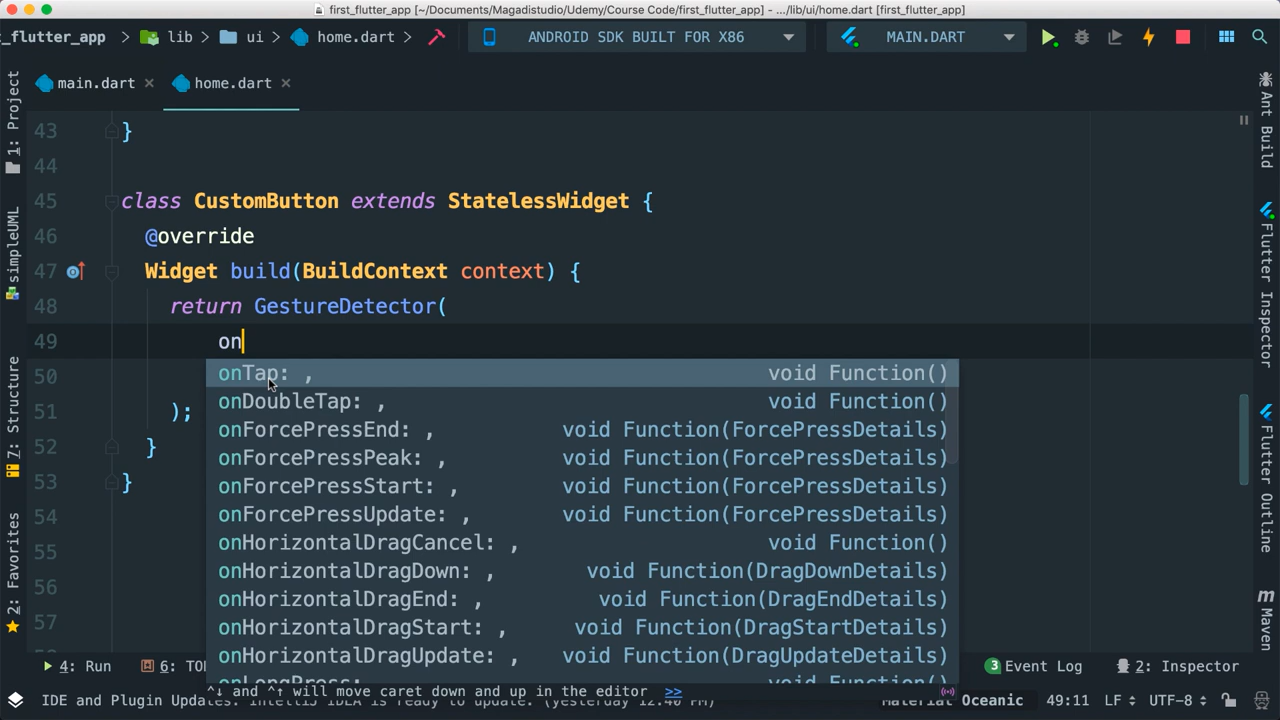 first_flutter_app [~/Documents/Magadistudio/Udemy/Course Code/first_flutter_app] - .../lib/ui/home.dart [first_flutter_app]
t_flutter_app > lib > ui > home.dart > ANDROID SDK BUILT FOR X86 MAIN.DART
main.dart home.dart
1: Project
simpleUML
7: Structure
2: Favorites
43 }
44
45 class CustomButton extends StatelessWidget {
46 @override
47 Widget build(BuildContext context) {
48 return GestureDetector(
49 on
50
51 );
52 }
53 }
54
55
56
57
onTap: , void Function()
onDoubleTap: , void Function()
onForcePressEnd: , void Function(ForcePressDetails)
onForcePressPeak: , void Function(ForcePressDetails)
onForcePressStart: , void Function(ForcePressDetails)
onForcePressUpdate: , void Function(ForcePressDetails)
onHorizontalDragCancel: , void Function()
onHorizontalDragDown: , void Function(DragDownDetails)
onHorizontalDragEnd: , void Function(DragEndDetails)
onHorizontalDragStart: , void Function(DragStartDetails)
onHorizontalDragUpdate: , void Function(DragUpdateDetails)
^↓ and ^↑ will move caret down and up in the editor >>
Ant Build
Flutter Inspector
Flutter Outline
Maven
4: Run 6: TO 3 Event Log 2: Inspector
IDE and Plugin Updates: IntelliJ IDEA is ready to update. (yesterday 12:40 PM) Material Oceanic 49:11 LF UTF-8